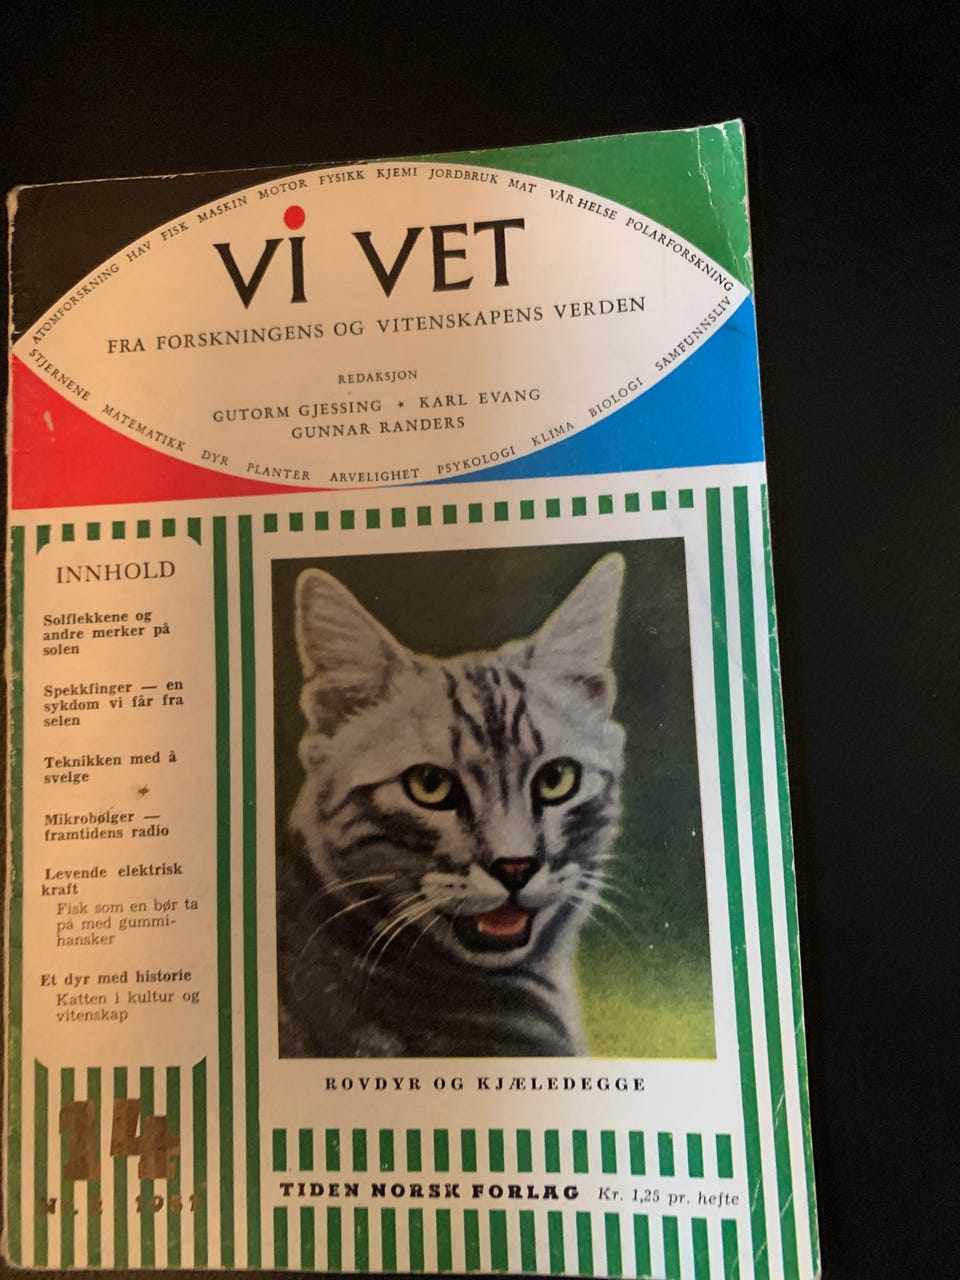 ATOMFORSKNING HAV FISK MASKIN MOTOR FYSIKK KJEMI JORDBRUK MAT VÅR HELSE POLARFORSKNING
VI VET
FRA FORSKNINGENS OG VITENSKAPENS VERDEN
REDAKSJON
GUTORM GJESSING * KARL EVANG
GUNNAR RANDERS
STJERNENE MATEMATIKK DYR PLANTER ARVELIGHET PSYKOLOGI KLIMA BIOLOGI SAMFUNNSLIV
INNHOLD
Solflekkene og
andre merker på
solen
Spekkfinger — en
sykdom vi får fra
selen
Teknikken med å
svelge
Mikrobølger —
framtidens radio
Levende elektrisk
kraft
Fisk som en bør ta
på med gummi-
hansker
Et dyr med historie
Katten i kultur og
vitenskap
14
1951
ROVDYR OG KJÆLEDEGGE
TIDEN NORSK FORLAG Kr. 1,25 pr. hefte